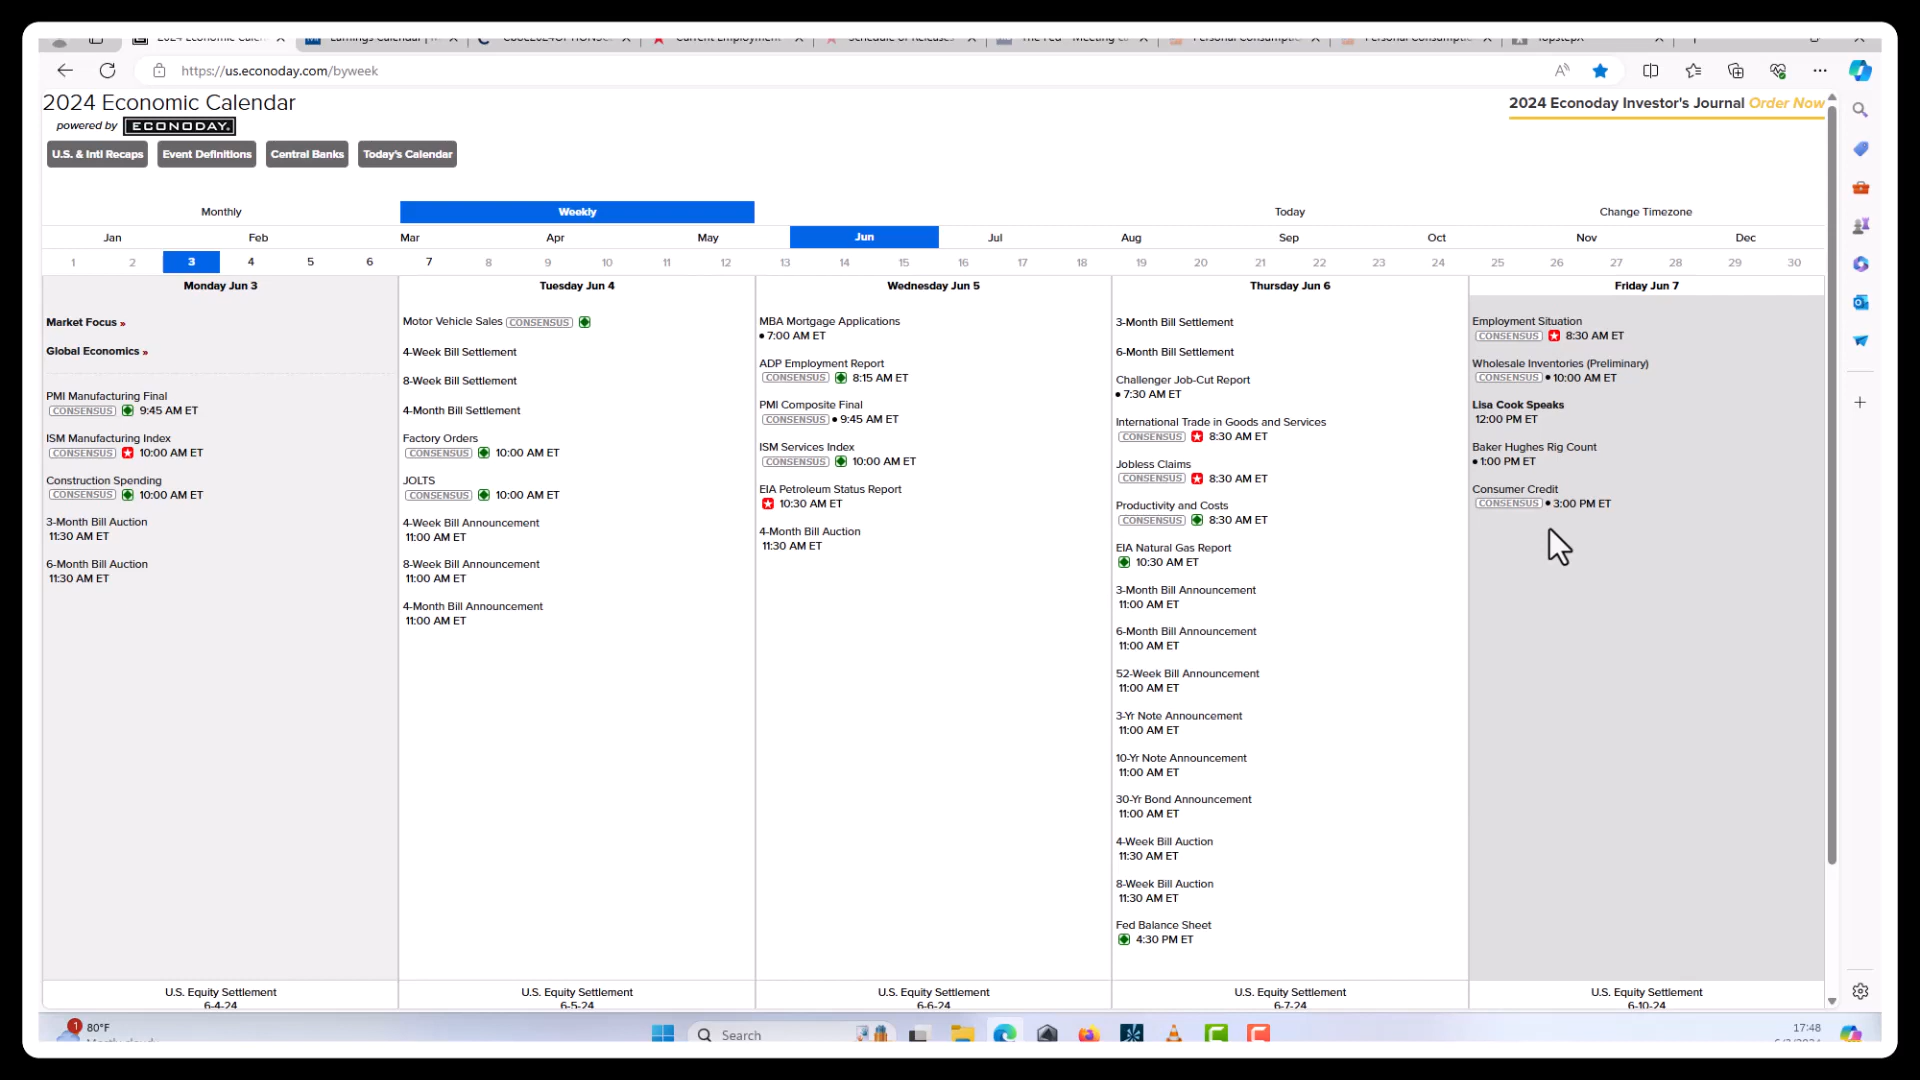 2024 Economic Calen
Earnings Calendar |
Current Employment
Schedule of Releases
The Fed - Meeting c
Personal Consumpti
Personal Consumpti
TopstepX
https://us.econoday.com/byweek
2024 Economic Calendar
2024 Econoday Investor's Journal Order Now
powered by ECONODAY.
U.S. & Intl Recaps
Event Definitions
Central Banks
Today's Calendar
Monthly
Weekly
Today
Change Timezone
Jan Feb Mar Apr May Jun Jul Aug Sep Oct Nov Dec
1 2 3 4 5 6 7 8 9 10 11 12 13 14 15 16 17 18 19 20 21 22 23 24 25 26 27 28 29 30
Monday Jun 3
Market Focus »
Global Economics »
PMI Manufacturing Final
CONSENSUS 9:45 AM ET
ISM Manufacturing Index
CONSENSUS 10:00 AM ET
Construction Spending
CONSENSUS 10:00 AM ET
3-Month Bill Auction
11:30 AM ET
6-Month Bill Auction
11:30 AM ET
U.S. Equity Settlement
6-4-24
Tuesday Jun 4
Motor Vehicle Sales CONSENSUS
4-Week Bill Settlement
8-Week Bill Settlement
4-Month Bill Settlement
Factory Orders
CONSENSUS 10:00 AM ET
JOLTS
CONSENSUS 10:00 AM ET
4-Week Bill Announcement
11:00 AM ET
8-Week Bill Announcement
11:00 AM ET
4-Month Bill Announcement
11:00 AM ET
U.S. Equity Settlement
6-5-24
Wednesday Jun 5
MBA Mortgage Applications
• 7:00 AM ET
ADP Employment Report
CONSENSUS 8:15 AM ET
PMI Composite Final
CONSENSUS • 9:45 AM ET
ISM Services Index
CONSENSUS 10:00 AM ET
EIA Petroleum Status Report
10:30 AM ET
4-Month Bill Auction
11:30 AM ET
U.S. Equity Settlement
6-6-24
Thursday Jun 6
3-Month Bill Settlement
6-Month Bill Settlement
Challenger Job-Cut Report
• 7:30 AM ET
International Trade in Goods and Services
CONSENSUS 8:30 AM ET
Jobless Claims
CONSENSUS 8:30 AM ET
Productivity and Costs
CONSENSUS 8:30 AM ET
EIA Natural Gas Report
10:30 AM ET
3-Month Bill Announcement
11:00 AM ET
6-Month Bill Announcement
11:00 AM ET
52-Week Bill Announcement
11:00 AM ET
3-Yr Note Announcement
11:00 AM ET
10-Yr Note Announcement
11:00 AM ET
30-Yr Bond Announcement
11:00 AM ET
4-Week Bill Auction
11:30 AM ET
8-Week Bill Auction
11:30 AM ET
Fed Balance Sheet
4:30 PM ET
U.S. Equity Settlement
6-7-24
Friday Jun 7
Employment Situation
CONSENSUS 8:30 AM ET
Wholesale Inventories (Preliminary)
CONSENSUS • 10:00 AM ET
Lisa Cook Speaks
12:00 PM ET
Baker Hughes Rig Count
• 1:00 PM ET
Consumer Credit
CONSENSUS • 3:00 PM ET
U.S. Equity Settlement
6-10-24
1
80°F
Search
17:48